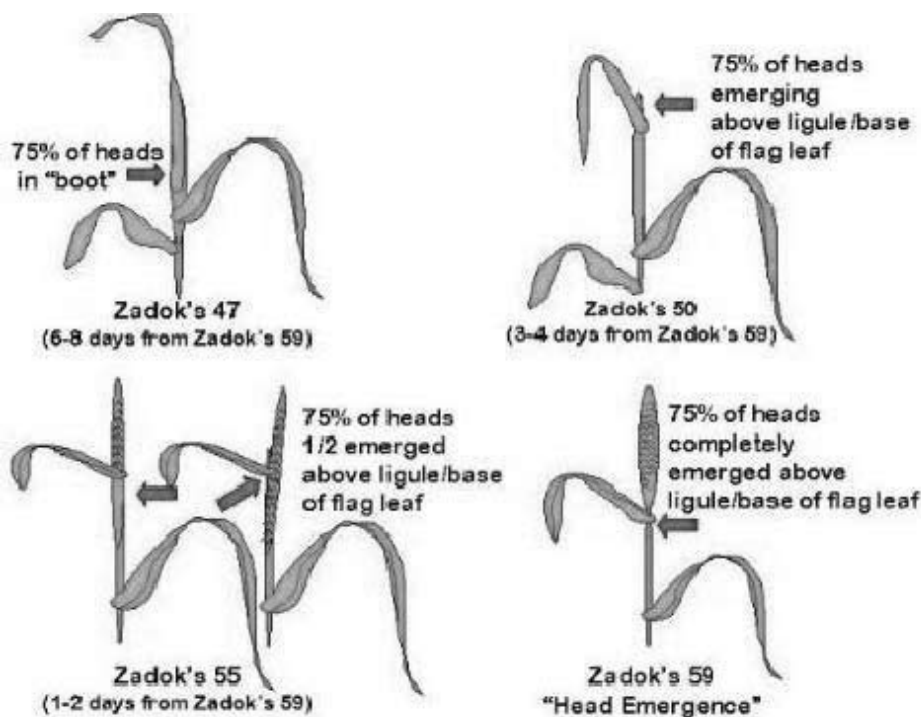 75% of heads
in "boot"
Zadok's 47
(6-8 days from Zadok's 59)
75% of heads
emerging
above ligule/base
of flag leaf
Zadok's 50
(3-4 days from Zadok's 59)
75% of heads
1/2 emerged
above ligule/base
of flag leaf
Zadok's 55
(1-2 days from Zadok's 59)
75% of heads
completely
emerged above
ligule/base of flag leaf
Zadok's 59
"Head Emergence"